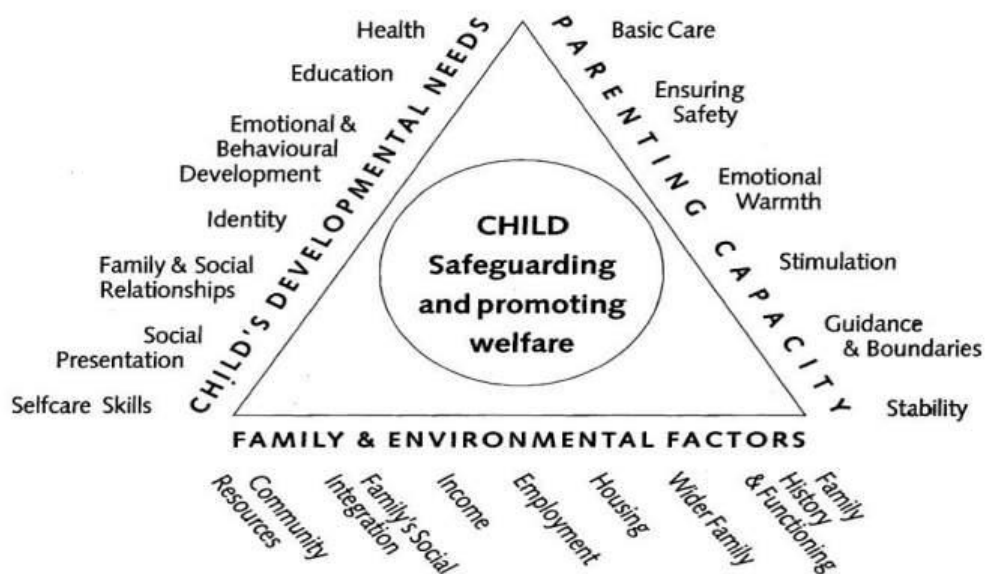 Health
Education
Emotional &
Behavioural
Development
Identity
Family & Social
Relationships
Social
Presentation
Selfcare Skills
CHILD'S DEVELOPMENTAL NEEDS
CHILD
Safeguarding
and promoting
welfare
PARENTING CAPACITY
Basic Care
Ensuring
Safety
Emotional
Warmth
Stimulation
Guidance
& Boundaries
Stability
FAMILY & ENVIRONMENTAL FACTORS
Community
Resources
Family's Social
Integration
Income
Employment
Housing
Wider Family
Family
History
& Functioning